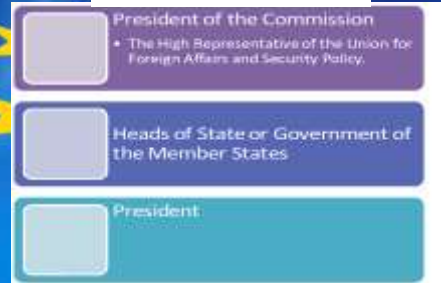 President of the Commission
• The High Representative of the Union for
Foreign Affairs and Security Policy.
Heads of State or Government of
the Member States
President